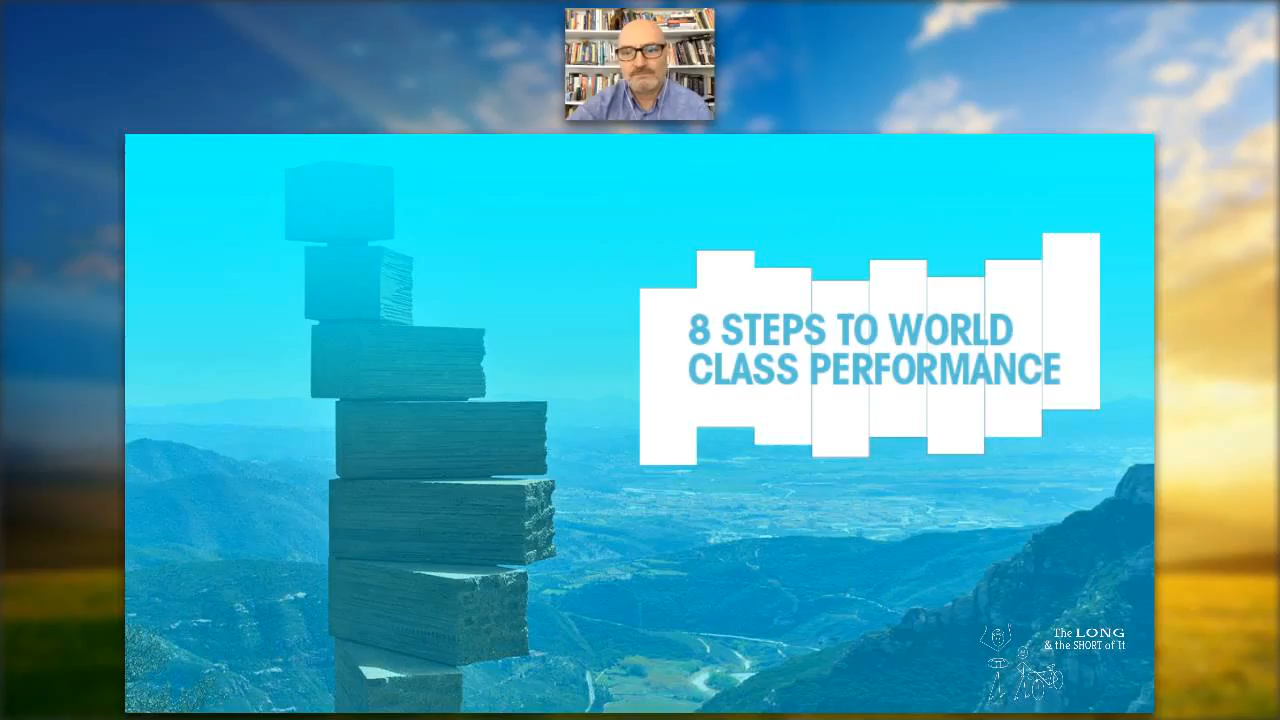 8 STEPS TO WORLD
CLASS PERFORMANCE
The LONG
& the SHORT of It